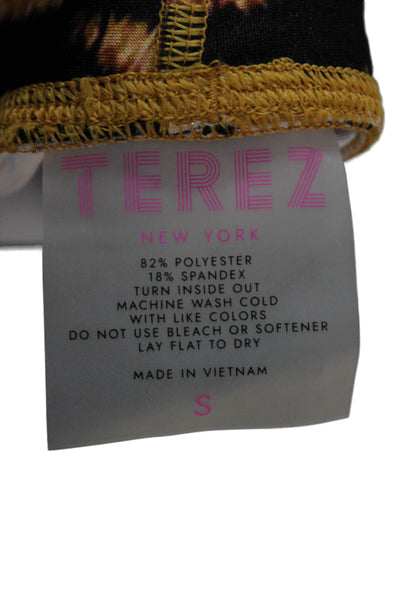 TEREZ
NEW YORK
82% POLYESTER
18% SPANDEX
TURN INSIDE OUT
MACHINE WASH COLD
WITH LIKE COLORS
DO NOT USE BLEACH OR SOFTENER
LAY FLAT TO DRY
MADE IN VIETNAM
S